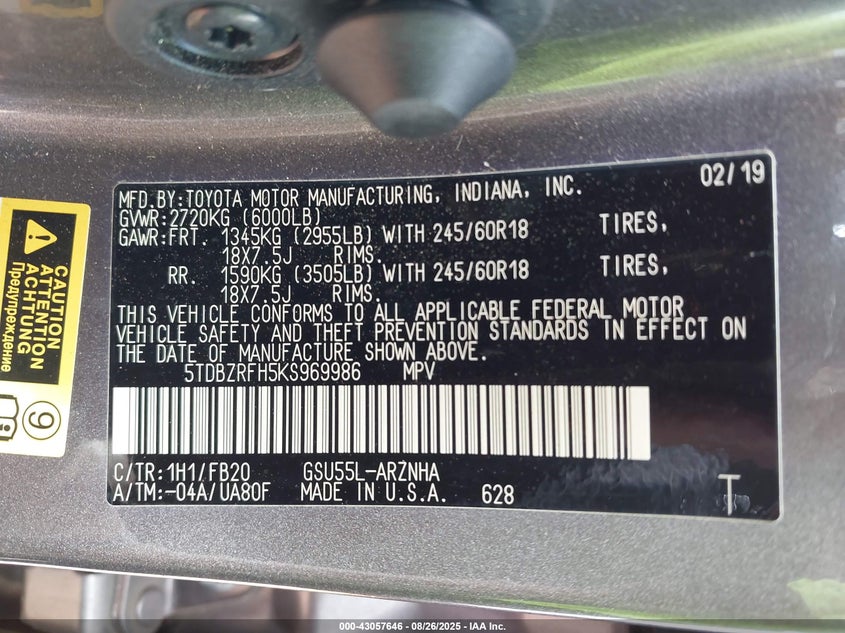 MFD.BY:TOYOTA MOTOR MANUFACTURING, INDIANA, INC. 02/19
GVWR:2720KG (6000LB)
GAWR:FRT. 1345KG (2955LB) WITH 245/60R18 TIRES,
18X7.5J RIMS.
RR. 1590KG (3505LB) WITH 245/60R18 TIRES,
18X7.5J RIMS.
THIS VEHICLE CONFORMS TO ALL APPLICABLE FEDERAL MOTOR
VEHICLE SAFETY AND THEFT PREVENTION STANDARDS IN EFFECT ON
THE DATE OF MANUFACTURE SHOWN ABOVE.
5TDBZRFH5KS969986 MPV
C/TR:1H1/FB20 GSU55L-ARZNHA
A/TM:-04A/UA80F MADE IN U.S.A. 628 T
CAUTION
ATTENTION
ACHTUNG
Предупреждение
9
000-43057646 - 08/26/2025 - IAA Inc.